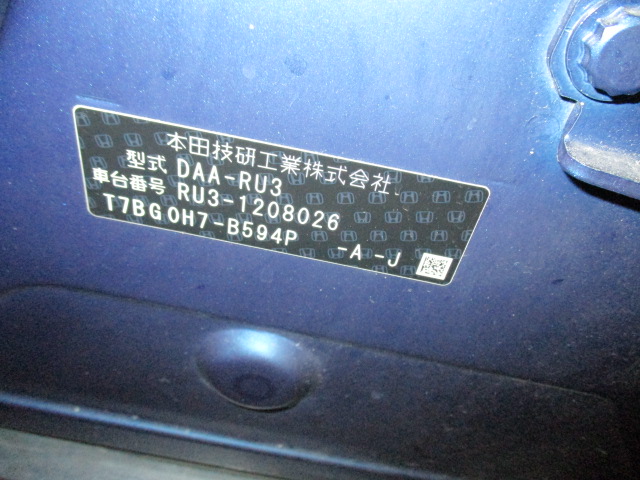 本田技研工業株式会社
型式 DAA-RU3
車台番号 RU3-1208026
T7BG0H7-B594P -A-J